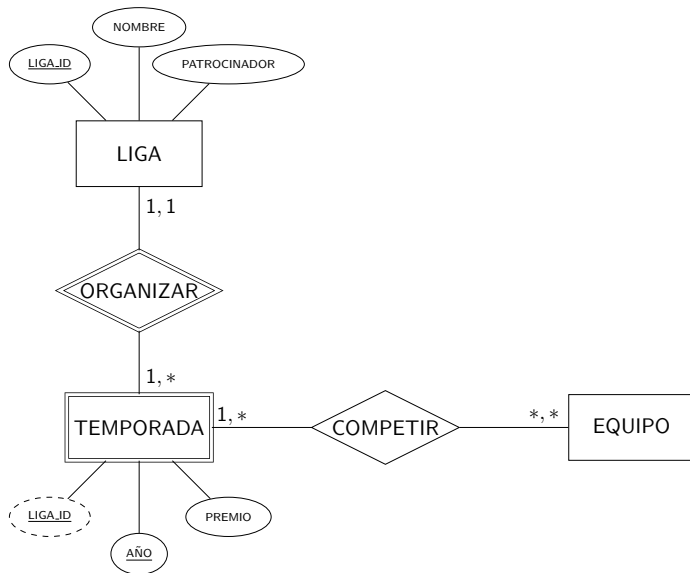 NOMBRE
LIGA_ID
PATROCINADOR
LIGA
1, 1
ORGANIZAR
1, *
TEMPORADA
1, *
COMPETIR
*, *
EQUIPO
LIGA_ID
PREMIO
AÑO